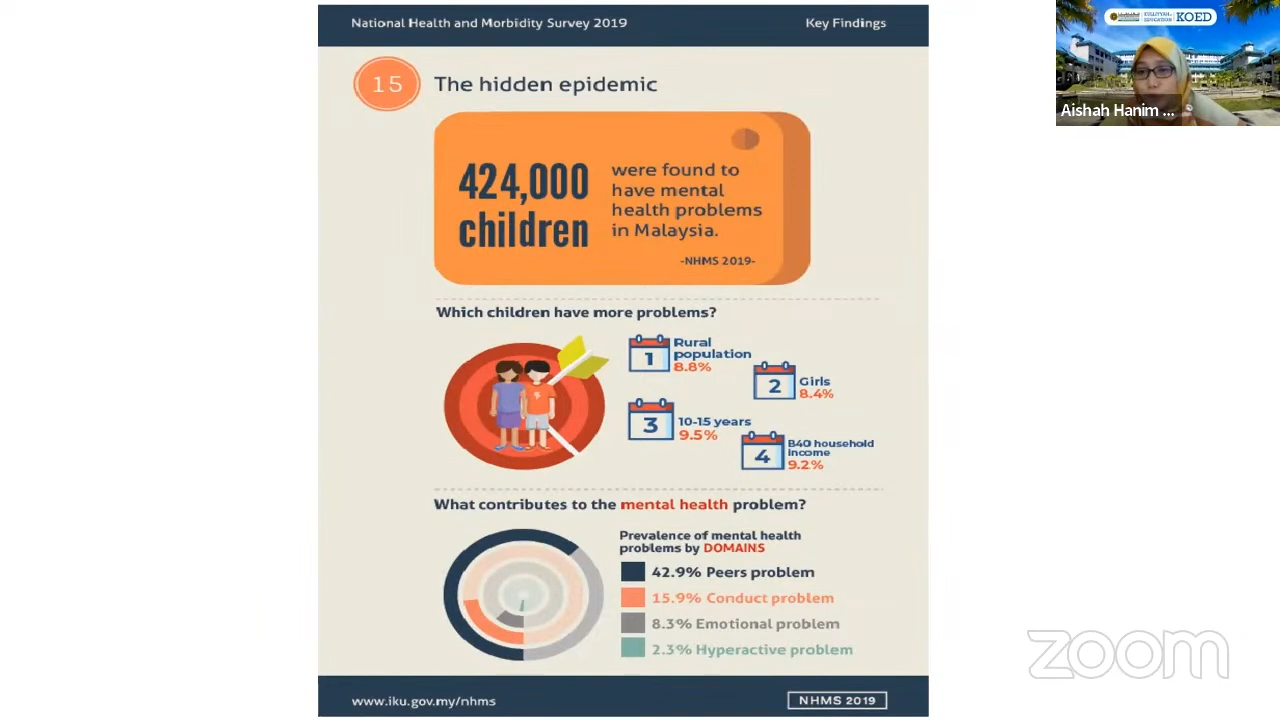 National Health and Morbidity Survey 2019
Key Findings
15
The hidden epidemic
424,000
children
were found to
have mental
health problems
in Malaysia.
-NHMS 2019-
Which children have more problems?
1
Rural
population
8.8%
2
Girls
8.4%
3
10-15 years
9.5%
4
B40 household
income
9.2%
What contributes to the mental health problem?
Prevalence of mental health
problems by DOMAINS
42.9% Peers problem
15.9% Conduct problem
8.3% Emotional problem
2.3% Hyperactive problem
www.iku.gov.my/nhms
NHMS 2019
KULLIYYAH of
EDUCATION
KOED
Aishah Hanim ...
zoom